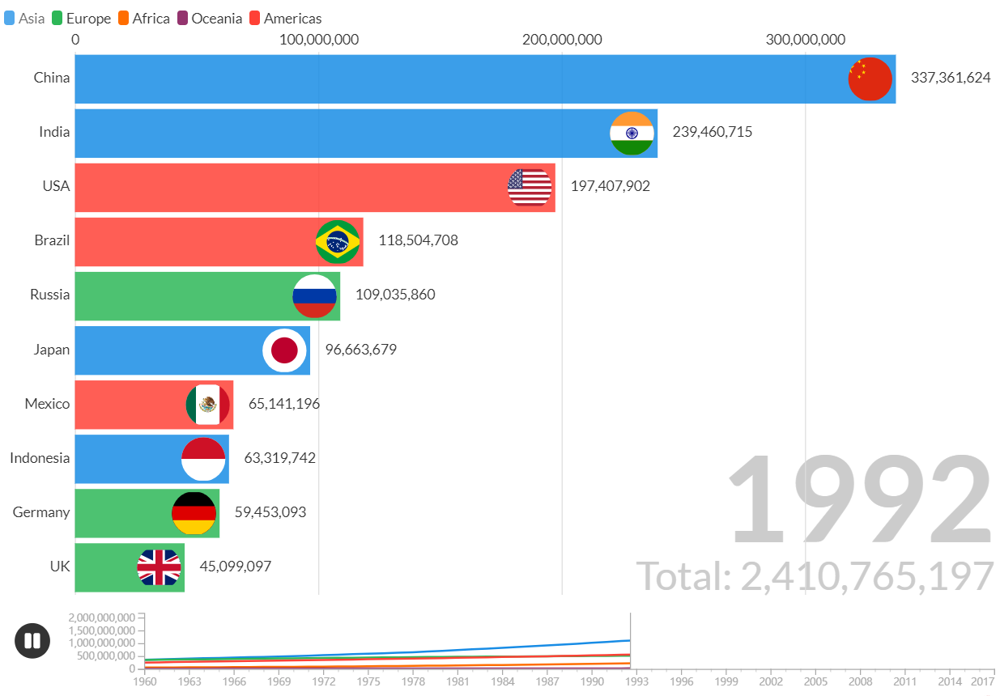 Asia Europe Africa Oceania Americas
0 100,000,000 200,000,000 300,000,000
China 337,361,624
India 239,460,715
USA 197,407,902
Brazil 118,504,708
Russia 109,035,860
Japan 96,663,679
Mexico 65,141,196
Indonesia 63,319,742
Germany 59,453,093
UK 45,099,097
1992
Total: 2,410,765,197
2,000,000,000
1,500,000,000
1,000,000,000
500,000,000
0
1960 1963 1966 1969 1972 1975 1978 1981 1984 1987 1990 1993 1996 1999 2002 2005 2008 2011 2014 2017